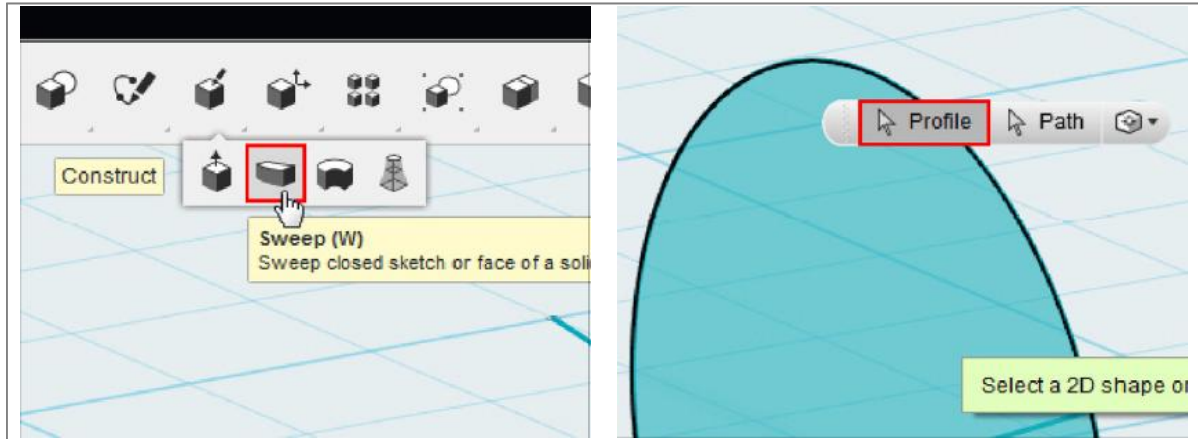 Construct
Sweep (W)
Sweep closed sketch or face of a soli
Profile
Path
Select a 2D shape or